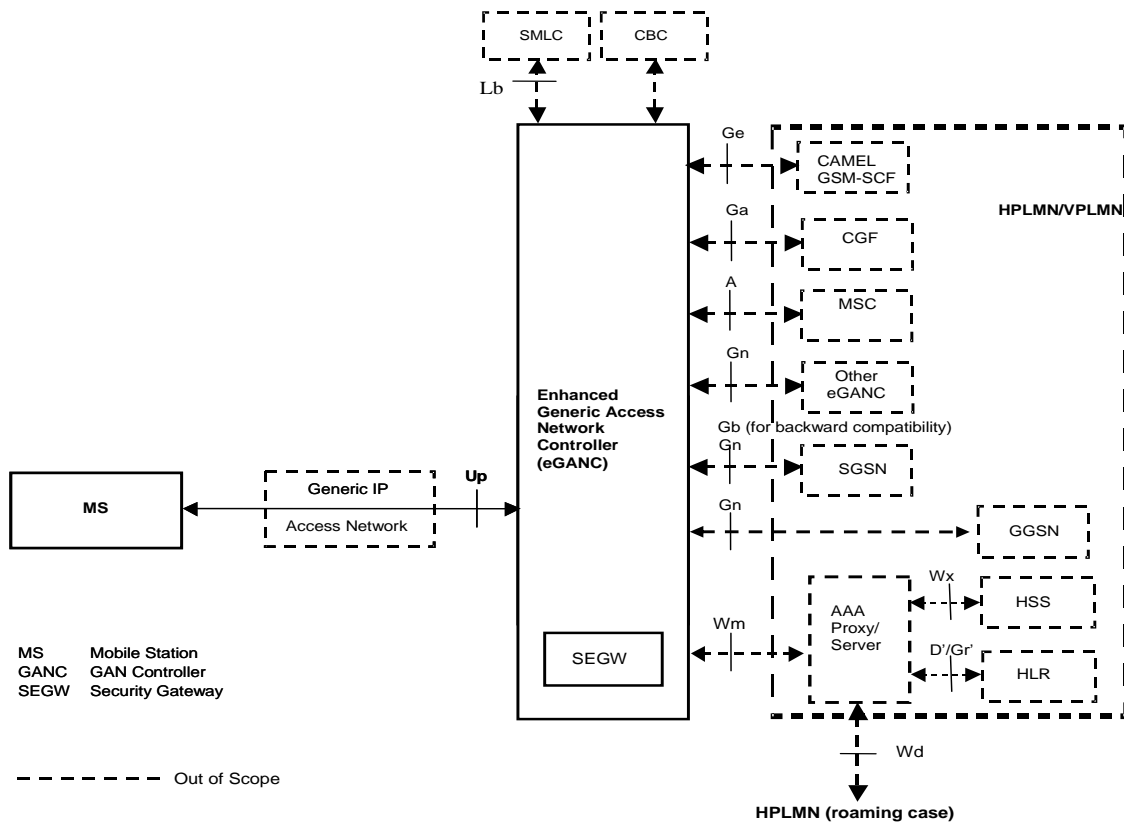 SMLC
CBC
Lb
Ge
CAMEL
GSM-SCF
HPLMN/VPLMN
Ga
CGF
A
MSC
Gn
Other
eGANC
Enhanced
Generic Access
Network
Controller
(eGANC)
Gb (for backward compatibility)
Gn
SGSN
MS
Generic IP
Access Network
Up
Gn
GGSN
Wm
AAA
Proxy/
Server
Wx
HSS
D'/Gr'
HLR
SEGW
MS Mobile Station
GANC GAN Controller
SEGW Security Gateway
Wd
Out of Scope
HPLMN (roaming case)